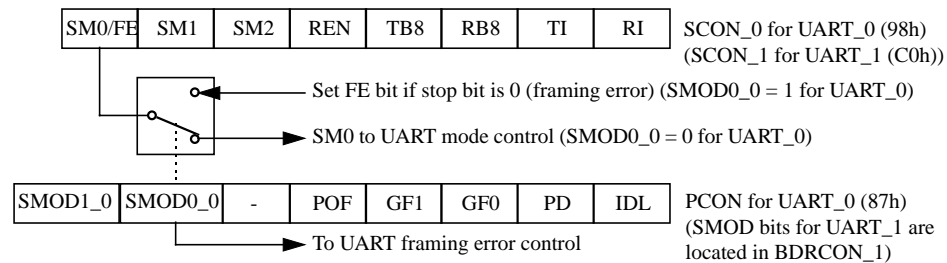 SM0/FE SM1 SM2 REN TB8 RB8 TI RI
SCON_0 for UART_0 (98h)
(SCON_1 for UART_1 (C0h))
Set FE bit if stop bit is 0 (framing error) (SMOD0_0 = 1 for UART_0)
SM0 to UART mode control (SMOD0_0 = 0 for UART_0)
SMOD1_0 SMOD0_0 - POF GF1 GF0 PD IDL
PCON for UART_0 (87h)
(SMOD bits for UART_1 are
located in BDRCON_1)
To UART framing error control